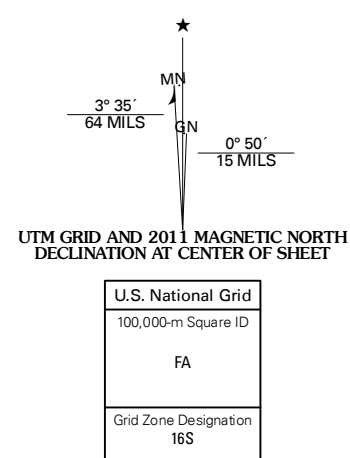 ★
MN
3° 35´
64 MILS
GN
0° 50´
15 MILS
UTM GRID AND 2011 MAGNETIC NORTH
DECLINATION AT CENTER OF SHEET
U.S. National Grid
100,000-m Square ID
FA
Grid Zone Designation
16S